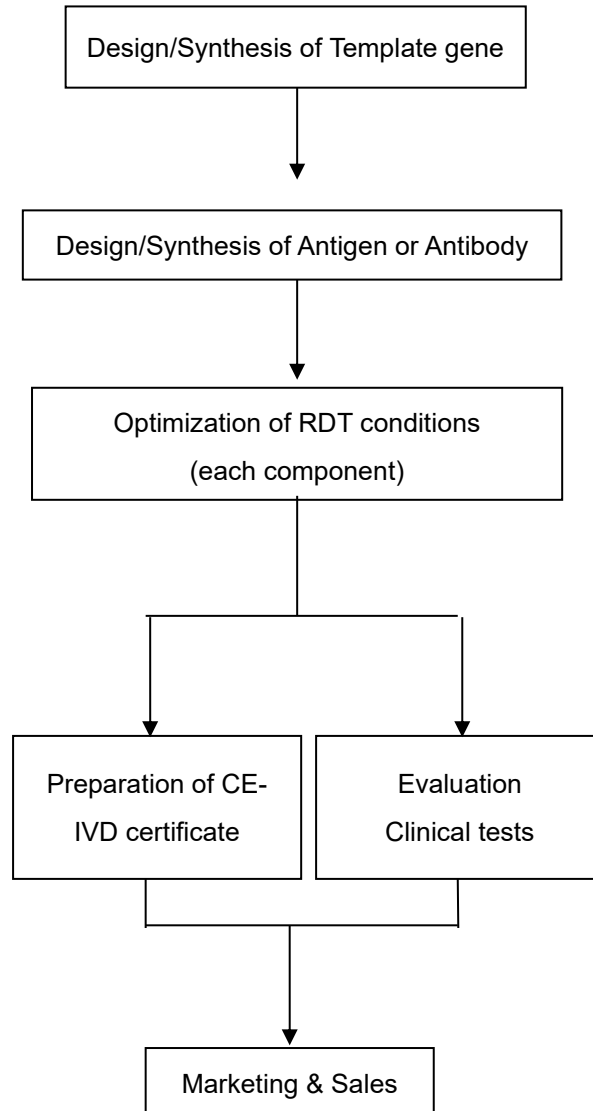 Design/Synthesis of Template gene
Design/Synthesis of Antigen or Antibody
Optimization of RDT conditions
(each component)
Preparation of CE-
IVD certificate
Evaluation
Clinical tests
Marketing & Sales